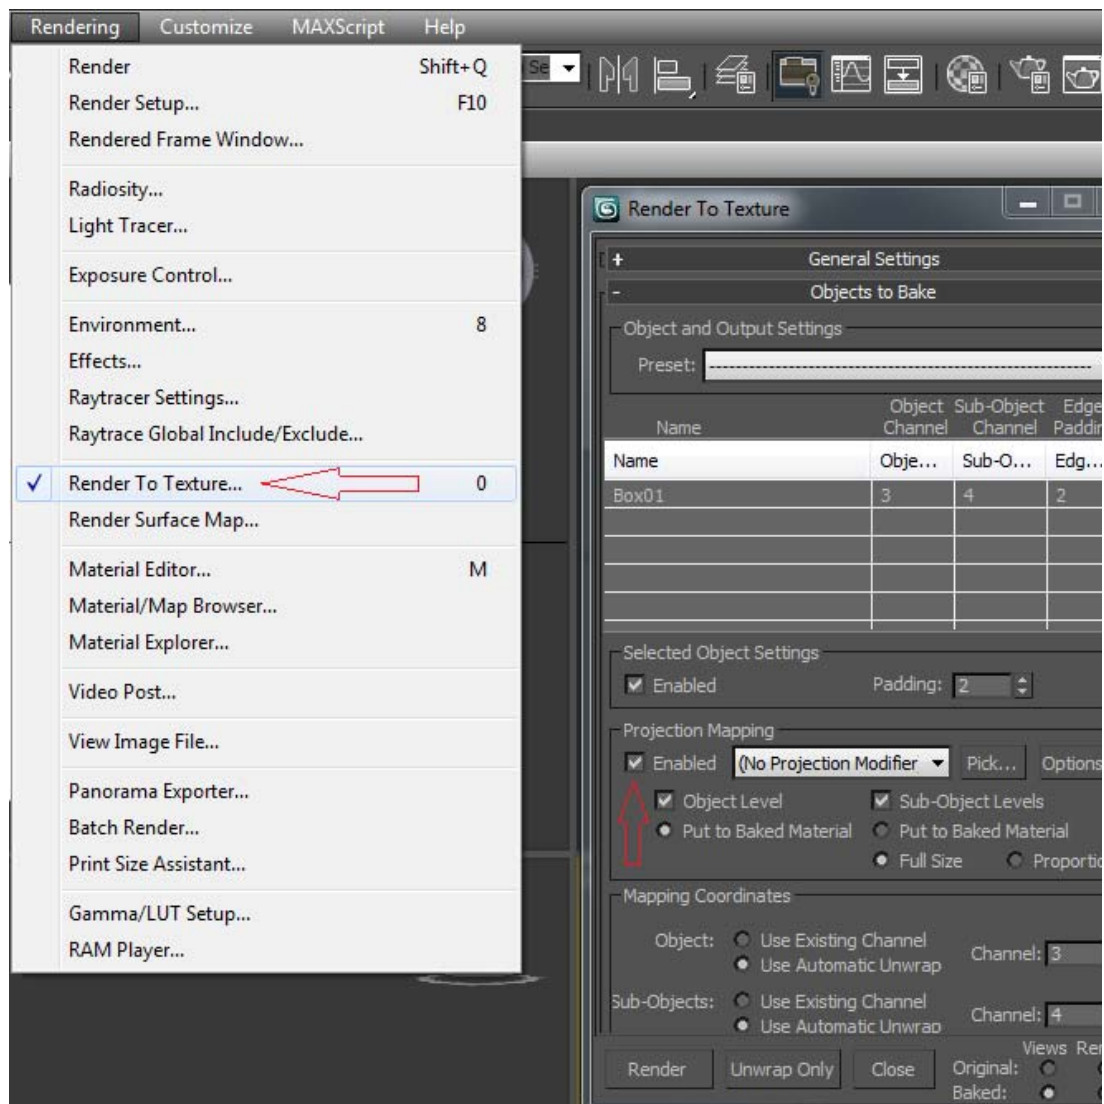 Rendering Customize MAXScript Help
Render Shift+Q
Render Setup... F10
Rendered Frame Window...
Radiosity...
Light Tracer...
Exposure Control...
Environment... 8
Effects...
Raytracer Settings...
Raytrace Global Include/Exclude...
Render To Texture... 0
Render Surface Map...
Material Editor... M
Material/Map Browser...
Material Explorer...
Video Post...
View Image File...
Panorama Exporter...
Batch Render...
Print Size Assistant...
Gamma/LUT Setup...
RAM Player...
Se
Render To Texture
+ General Settings
- Objects to Bake
Object and Output Settings
Preset: ----------------------------------------------------
Object Sub-Object Edge
Name Channel Channel Paddin
Name Obje... Sub-O... Edg...
Box01 3 4 2
Selected Object Settings
Enabled Padding: 2
Projection Mapping
Enabled (No Projection Modifier Pick... Options
Object Level Sub-Object Levels
Put to Baked Material Put to Baked Material
Full Size Proportio
Mapping Coordinates
Object: Use Existing Channel
Use Automatic Unwrap Channel: 3
Sub-Objects: Use Existing Channel
Use Automatic Unwrap Channel: 4
Views Ren
Render Unwrap Only Close Original:
Baked: